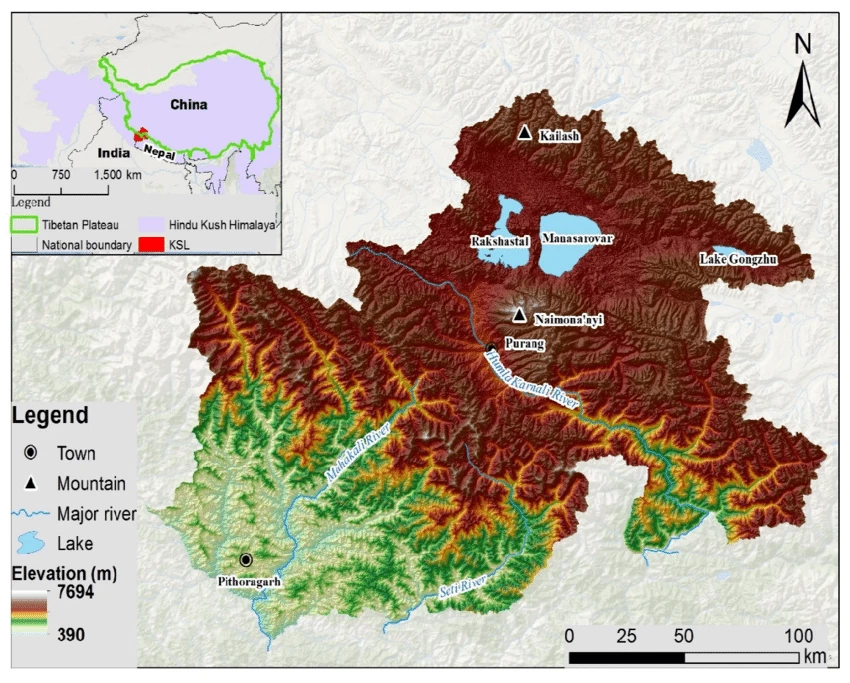 China
India
Nepal
0 750 1,500 km
Legend
Tibetan Plateau
Hindu Kush Himalaya
National boundary
KSL
N
Kailash
Rakshastal
Manasarovar
Lake Gongzhu
Naimona'nyi
Purang
Humla Karnali River
Mahakali River
Seti River
Pithoragarh
Legend
Town
Mountain
Major river
Lake
Elevation (m)
7694
390
0 25 50 100
km